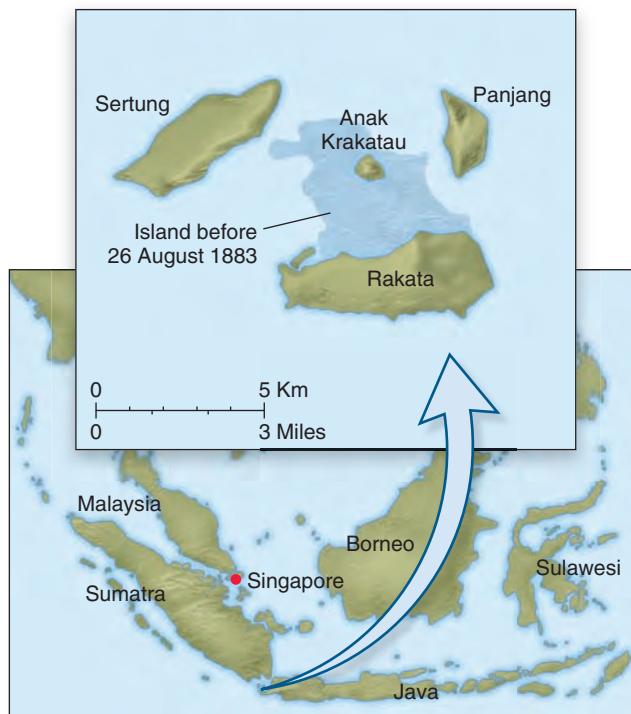 Sertung
Panjang
Anak
Krakatau
Island before
26 August 1883
Rakata
0 5 Km
0 3 Miles
Malaysia
Borneo
Singapore
Sulawesi
Sumatra
Java